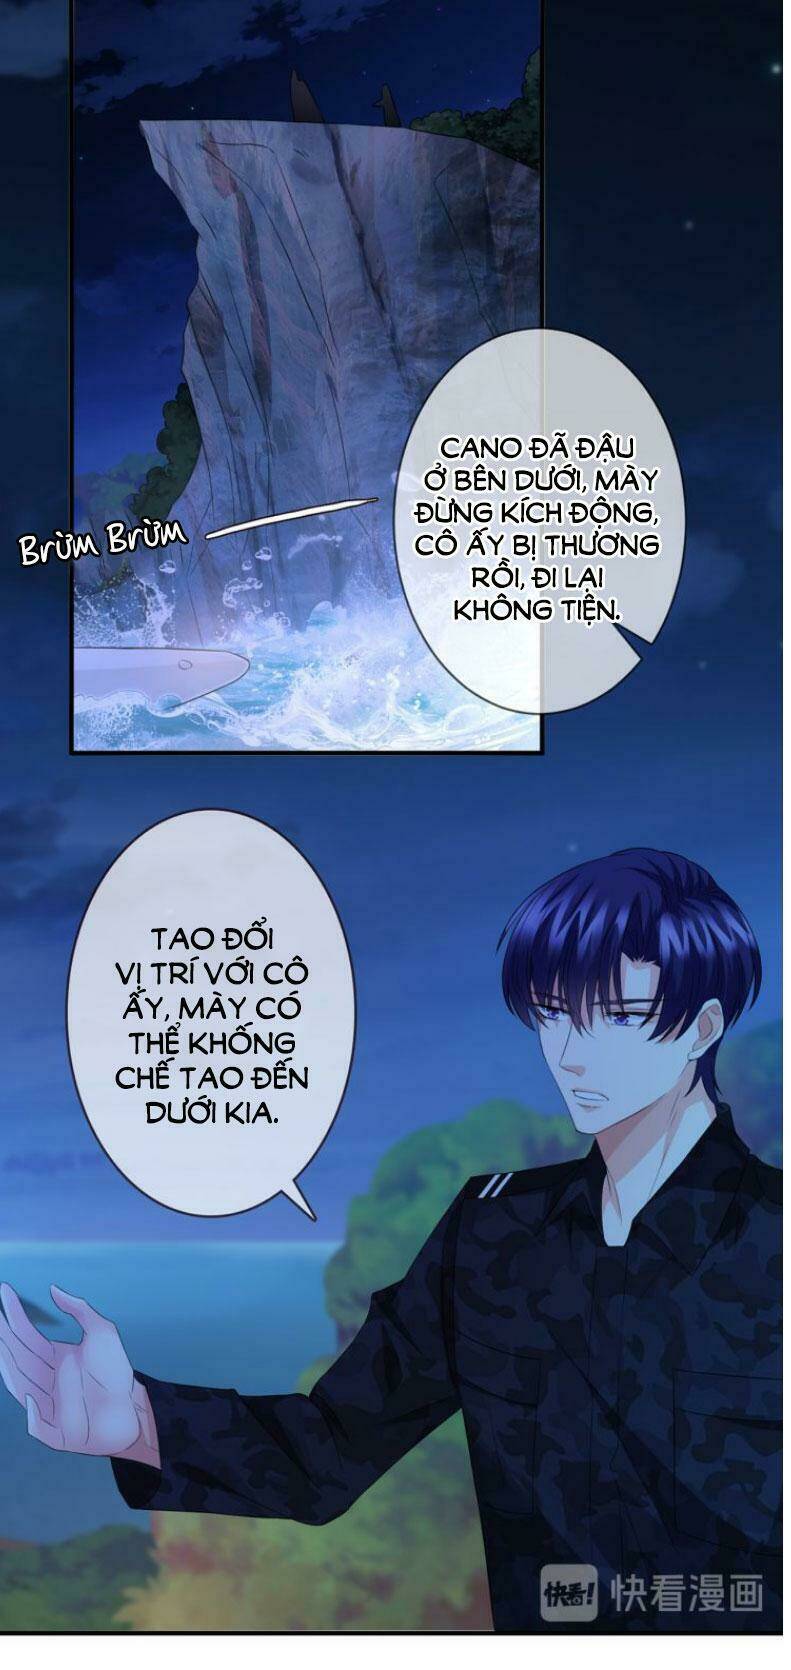 CANO ĐÃ ĐẬU
Ở BÊN DƯỚI, MÀY
ĐỪNG KÍCH ĐỘNG,
CÔ ẤY BỊ THƯƠNG
RỒI, ĐI LẠI
KHÔNG TIỆN.
BRỪM BRỪM
TAO ĐỔI
VỊ TRÍ VỚI CÔ
ẤY, MÀY CÓ
THỂ KHỐNG
CHẾ TAO ĐẾN
DƯỚI KIA.
快看! 快看漫画